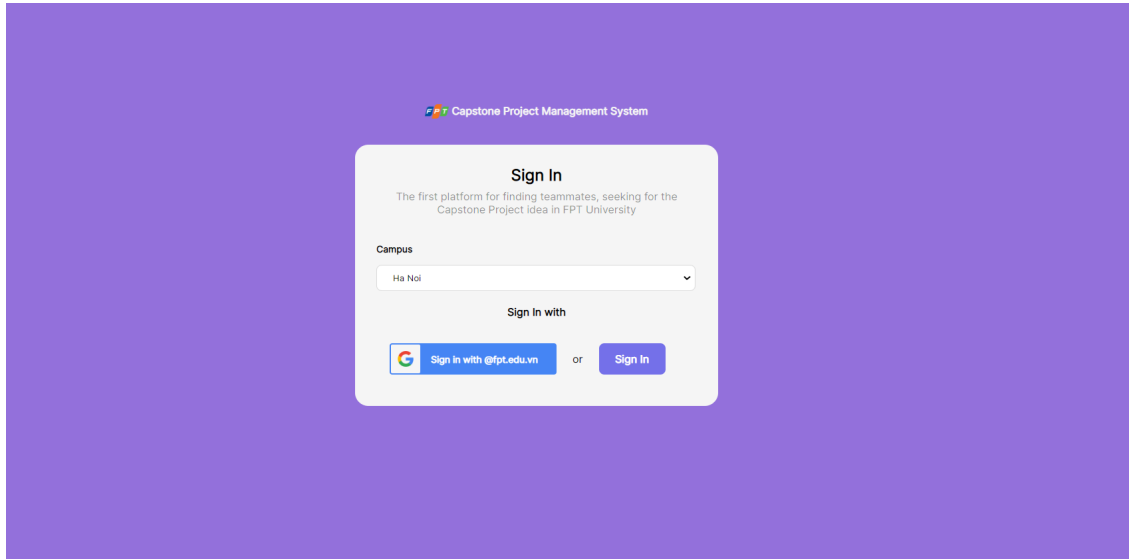 FPT Capstone Project Management System
Sign In
The first platform for finding teammates, seeking for the
Capstone Project idea in FPT University
Campus
Ha Noi
Sign In with
Sign in with @fpt.edu.vn or Sign In